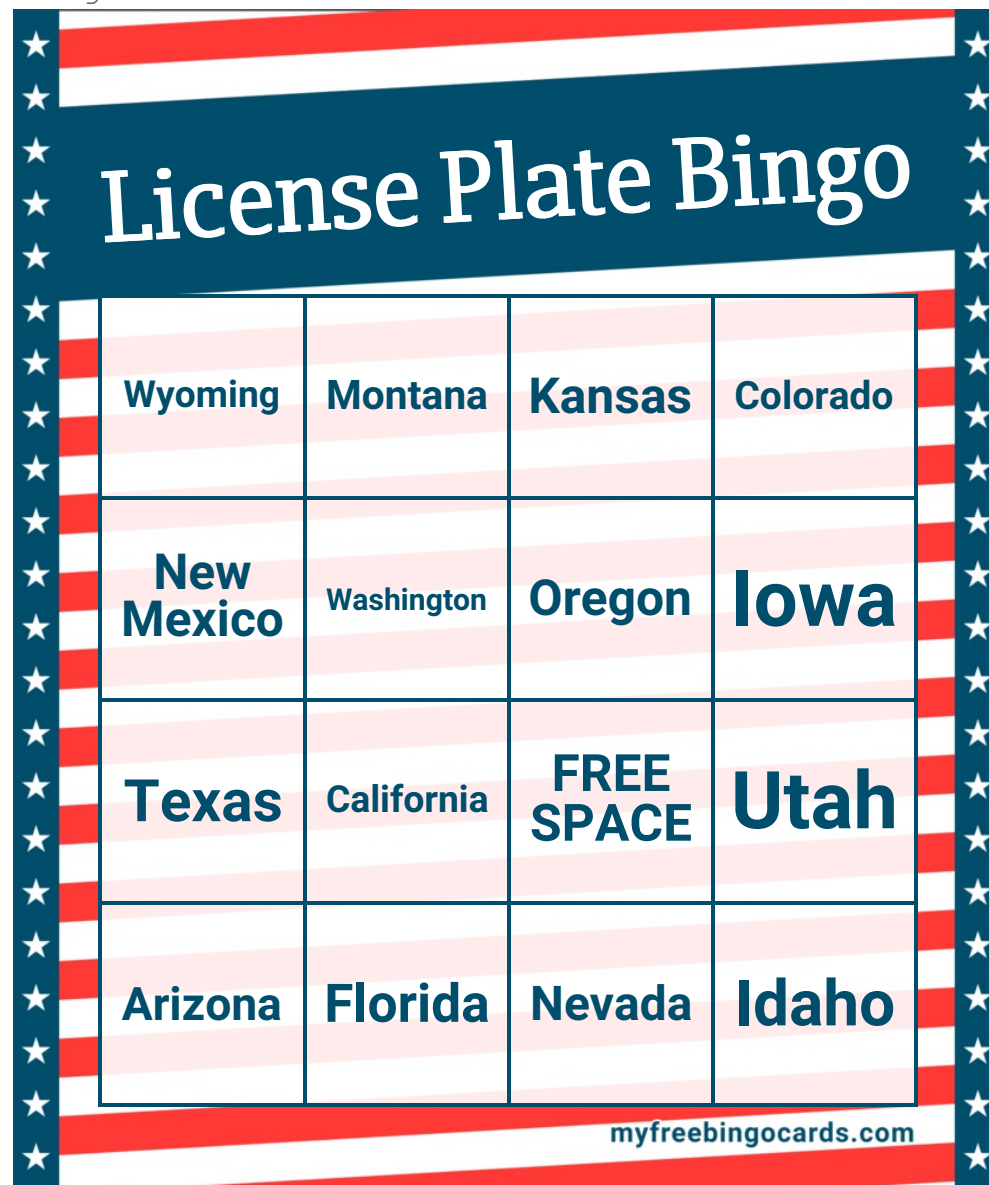 License Plate Bingo
Wyoming
Montana
Kansas
Colorado
New
Mexico
Washington
Oregon
Iowa
Texas
California
FREE
SPACE
Utah
Arizona
Florida
Nevada
Idaho
myfreebingocards.com